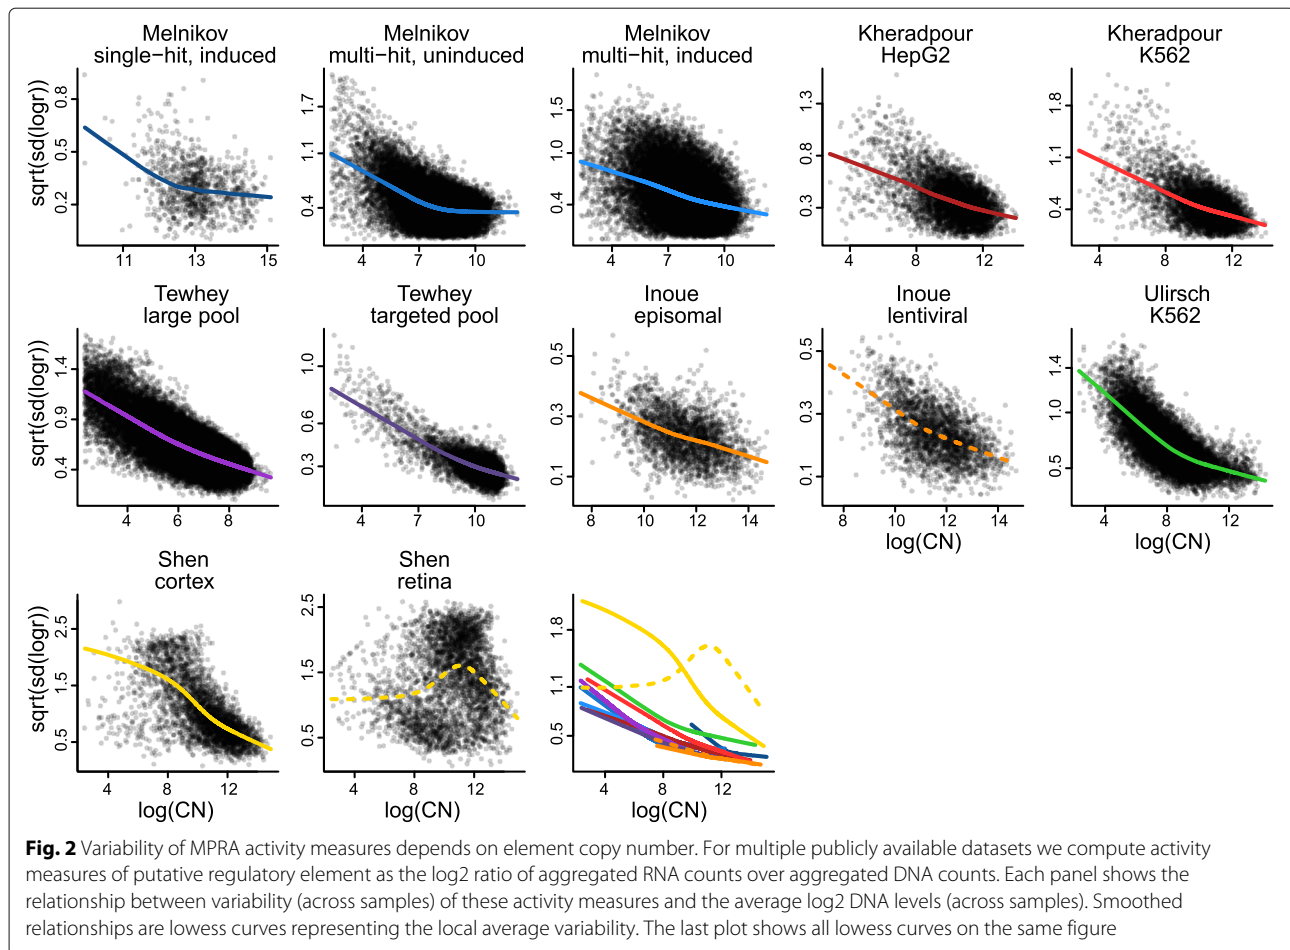 Melnikov
single−hit, induced
Melnikov
multi−hit, uninduced
Melnikov
multi−hit, induced
Kheradpour
HepG2
Kheradpour
K562
sqrt(sd(logr))
0.8
0.5
0.2
11 13 15
1.7
1.1
0.4
4 7 10
1.5
1.0
0.4
4 7 10
1.3
0.8
0.3
4 8 12
1.8
1.1
0.4
4 8 12
Tewhey
large pool
Tewhey
targeted pool
Inoue
episomal
Inoue
lentiviral
Ulirsch
K562
sqrt(sd(logr))
1.4
0.9
0.4
4 6 8
1.0
0.6
0.3
4 7 10
0.5
0.3
0.1
8 10 12 14
0.5
0.3
0.1
8 10 12 14
log(CN)
1.4
1.0
0.5
4 8 12
log(CN)
Shen
cortex
Shen
retina
sqrt(sd(logr))
2.5
1.5
0.5
4 8 12
log(CN)
2.5
1.5
0.5
4 8 12
log(CN)
1.8
1.1
0.5
4 8 12
log(CN)
Fig. 2 Variability of MPRA activity measures depends on element copy number. For multiple publicly available datasets we compute activity
measures of putative regulatory element as the log2 ratio of aggregated RNA counts over aggregated DNA counts. Each panel shows the
relationship between variability (across samples) of these activity measures and the average log2 DNA levels (across samples). Smoothed
relationships are lowess curves representing the local average variability. The last plot shows all lowess curves on the same figure